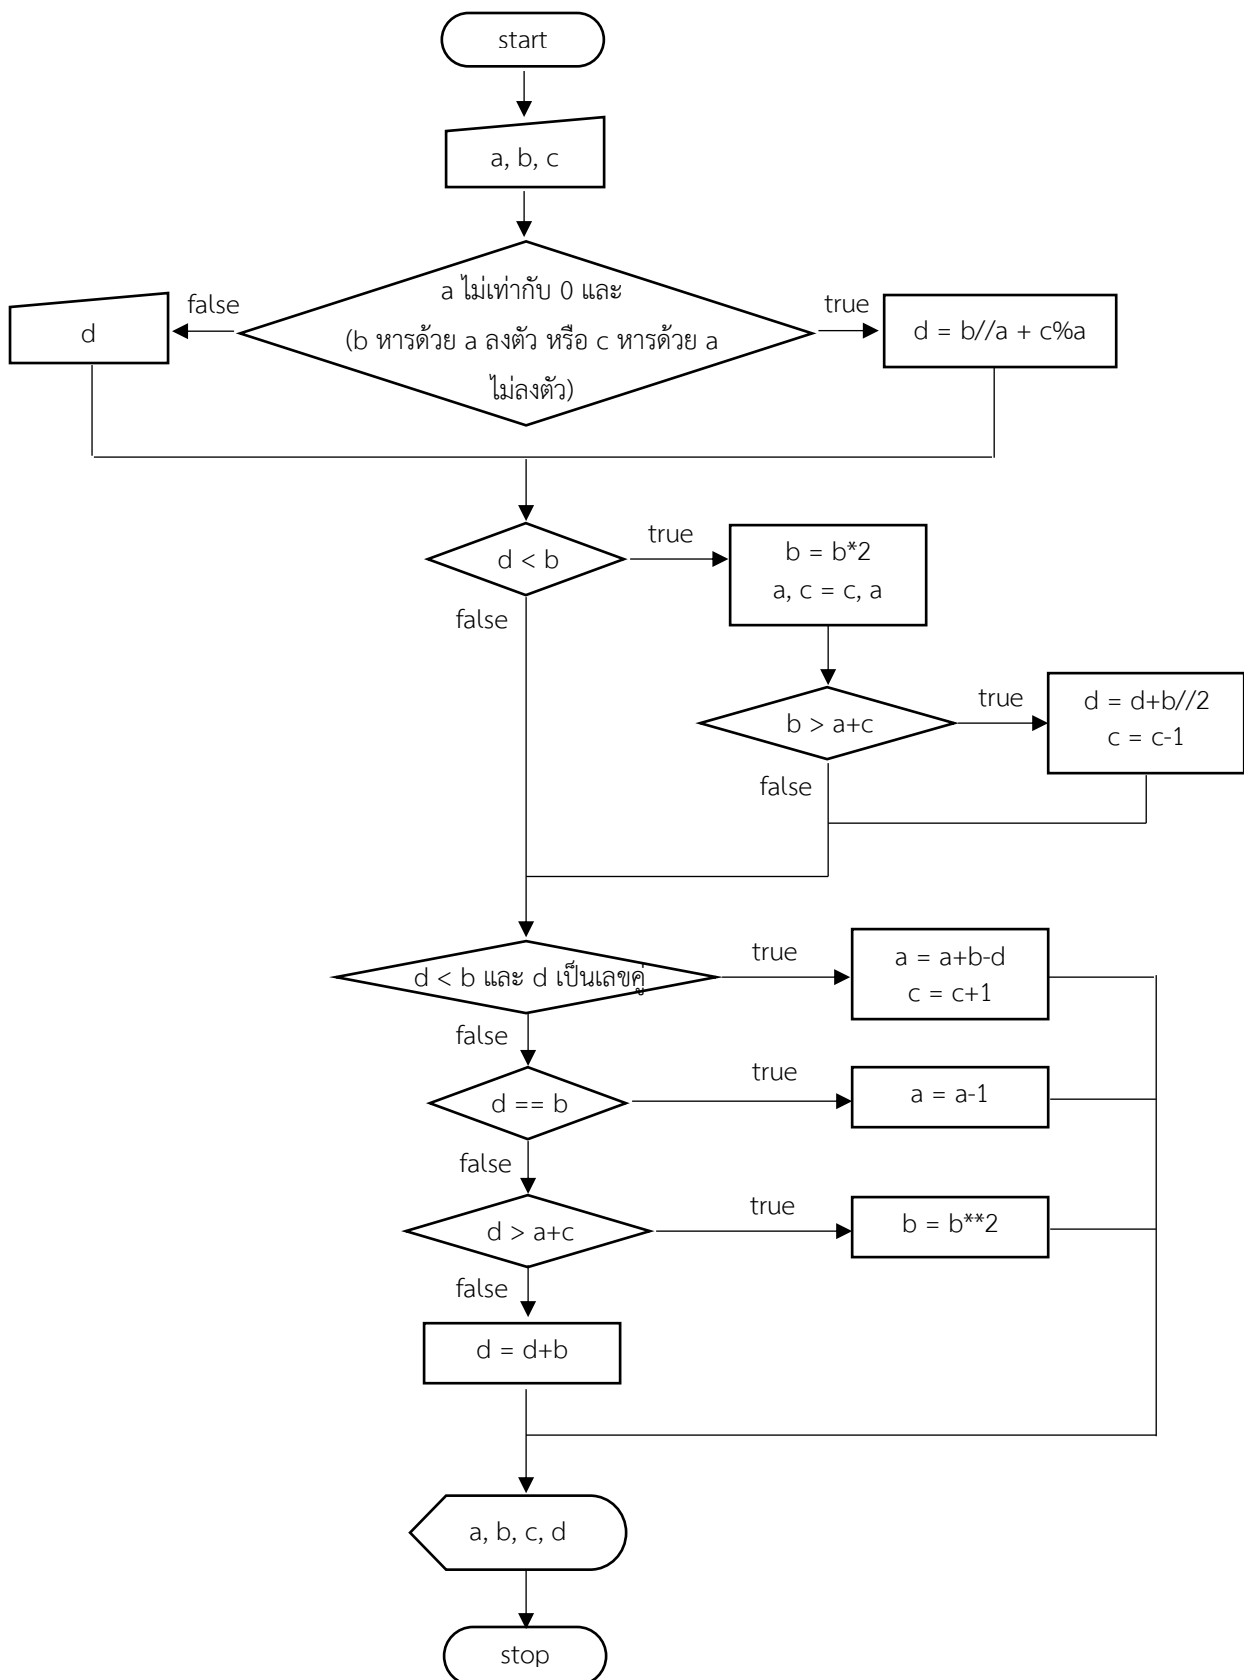 start
a, b, c
a ไม่เท่ากับ 0 และ
(b หารด้วย a ลงตัว หรือ c หารด้วย a
ไม่ลงตัว)
false
true
d
d = b//a + c%a
d < b
true
false
b = b*2
a, c = c, a
b > a+c
true
false
d = d+b//2
c = c-1
d < b และ d เป็นเลขคู่
true
false
a = a+b-d
c = c+1
d == b
true
false
a = a-1
d > a+c
true
false
b = b**2
d = d+b
a, b, c, d
stop